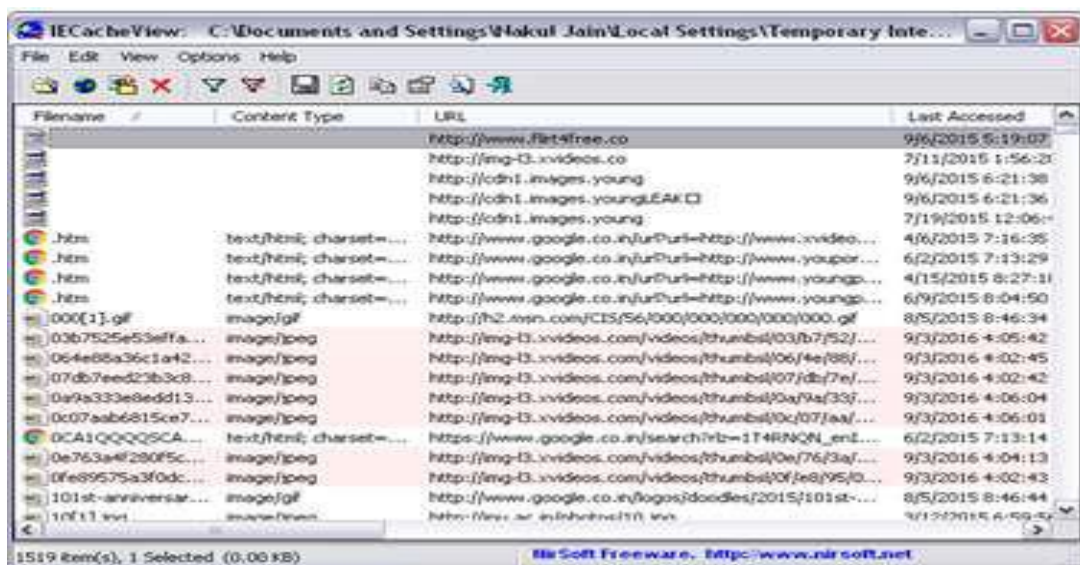 IECacheView: C:\Documents and Settings\Nakul Jain\Local Settings\Temporary Inte...
File Edit View Options Help
Filename / Content Type URL Last Accessed
http://www.flirt4free.co 9/6/2015 5:19:07
http://img-l3.xvideos.co 7/11/2015 1:56:20
http://cdn1.images.young 9/6/2015 6:21:38
http://cdn1.images.youngLEAK□ 9/6/2015 6:21:36
http://cdn1.images.young 7/19/2015 12:06:
.htm text/html; charset=... http://www.google.co.in/url?url=http://www.xvideo... 4/6/2015 7:16:35
.htm text/html; charset=... http://www.google.co.in/url?url=http://www.youpor... 6/2/2015 7:13:29
.htm text/html; charset=... http://www.google.co.in/url?url=http://www.youngp... 4/15/2015 8:27:18
.htm text/html; charset=... http://www.google.co.in/url?url=http://www.youngp... 6/9/2015 8:04:50
000[1].gif image/gif http://h2.msn.com/CIS/56/000/000/000/000/000.gif 8/5/2015 8:46:34
03b7525e53effa... image/jpeg http://img-l3.xvideos.com/videos/thumbsl/03/b7/52/... 9/3/2016 4:05:42
064e88a36c1a42... image/jpeg http://img-l3.xvideos.com/videos/thumbsl/06/4e/88/... 9/3/2016 4:02:45
07db7eed23b3c8... image/jpeg http://img-l3.xvideos.com/videos/thumbsl/07/db/7e/... 9/3/2016 4:02:42
0a9a333e8edd13... image/jpeg http://img-l3.xvideos.com/videos/thumbsl/0a/9a/33/... 9/3/2016 4:06:04
0c07aab6815ce7... image/jpeg http://img-l3.xvideos.com/videos/thumbsl/0c/07/aa/... 9/3/2016 4:06:01
0CA1QQQQSCA... text/html; charset=... https://www.google.co.in/search?rlz=1T4RNQN_enI... 6/2/2015 7:13:14
0e763a4f280f5c... image/jpeg http://img-l3.xvideos.com/videos/thumbsl/0e/76/3a/... 9/3/2016 4:04:13
0fe89575a3f0dc... image/jpeg http://img-l3.xvideos.com/videos/thumbsl/0f/e8/95/0... 9/3/2016 4:02:43
101st-anniversar... image/gif http://www.google.co.in/logos/doodles/2015/101st-... 8/5/2015 8:46:44
10[1].jpg image/jpeg
1519 item(s), 1 Selected (0.00 KB) NirSoft Freeware. http:/www.nirsoft.net